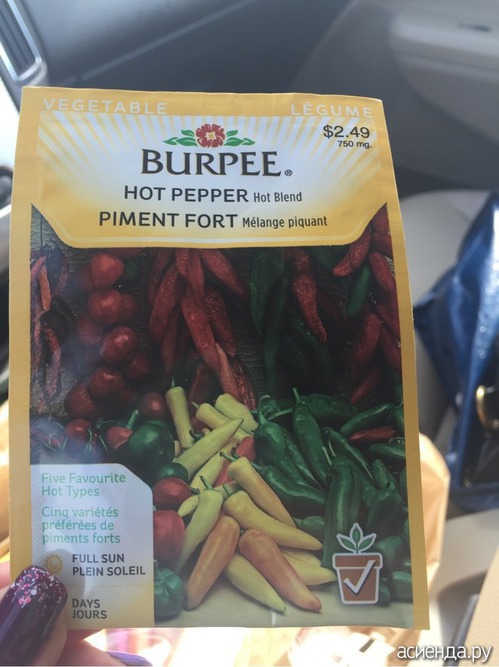 VEGETABLE LÉGUME
$2.49
750 mg.
BURPEE®
HOT PEPPER Hot Blend
PIMENT FORT Mélange piquant
Five Favourite
Hot Types
Cinq variétés
préférées de
piments forts
FULL SUN
PLEIN SOLEIL
DAYS
JOURS
асиенда.ру